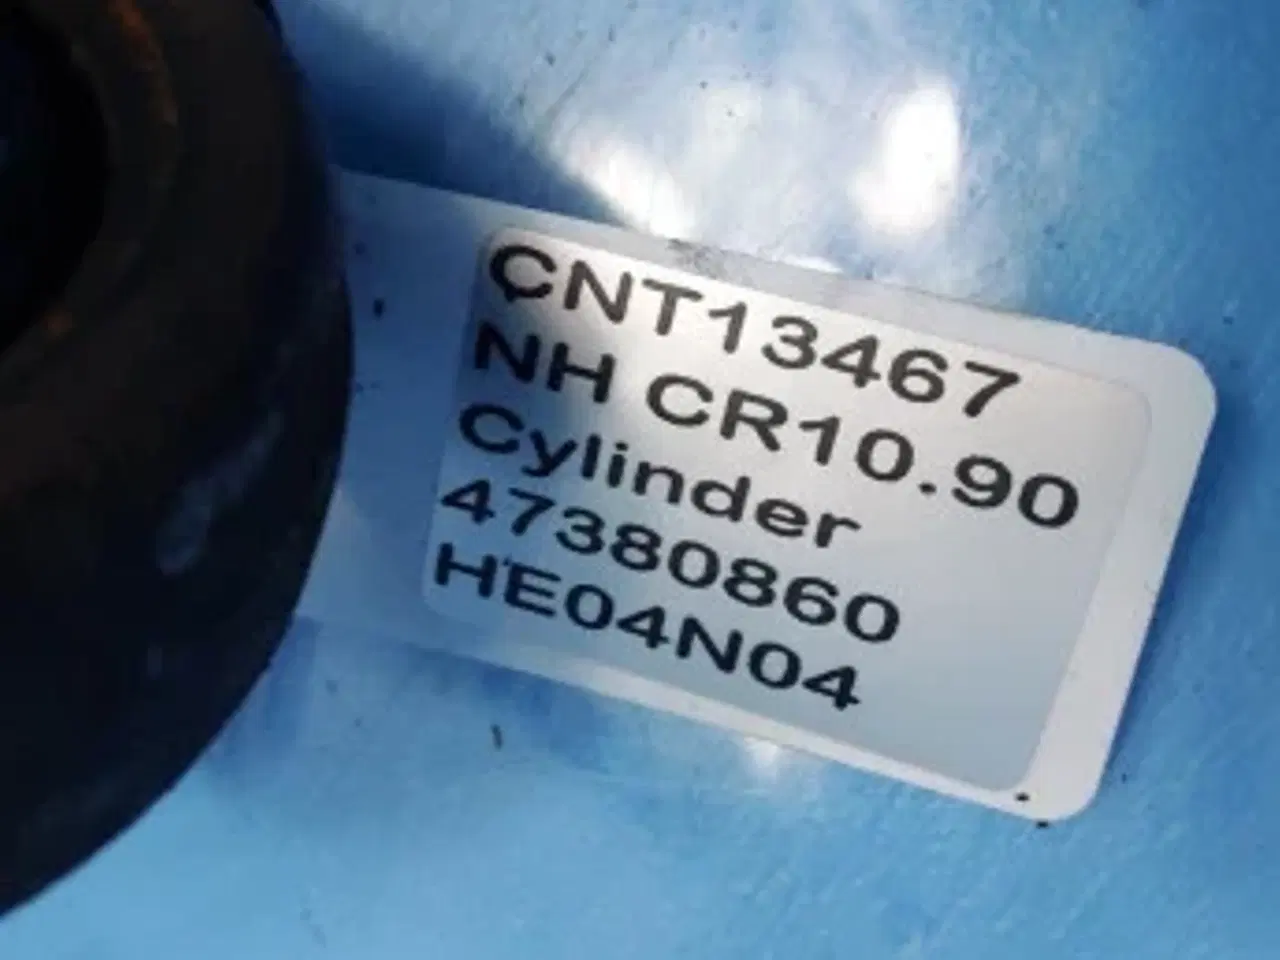 CNT13467
NH CR10.90
Cylinder
47380860
HE04N04